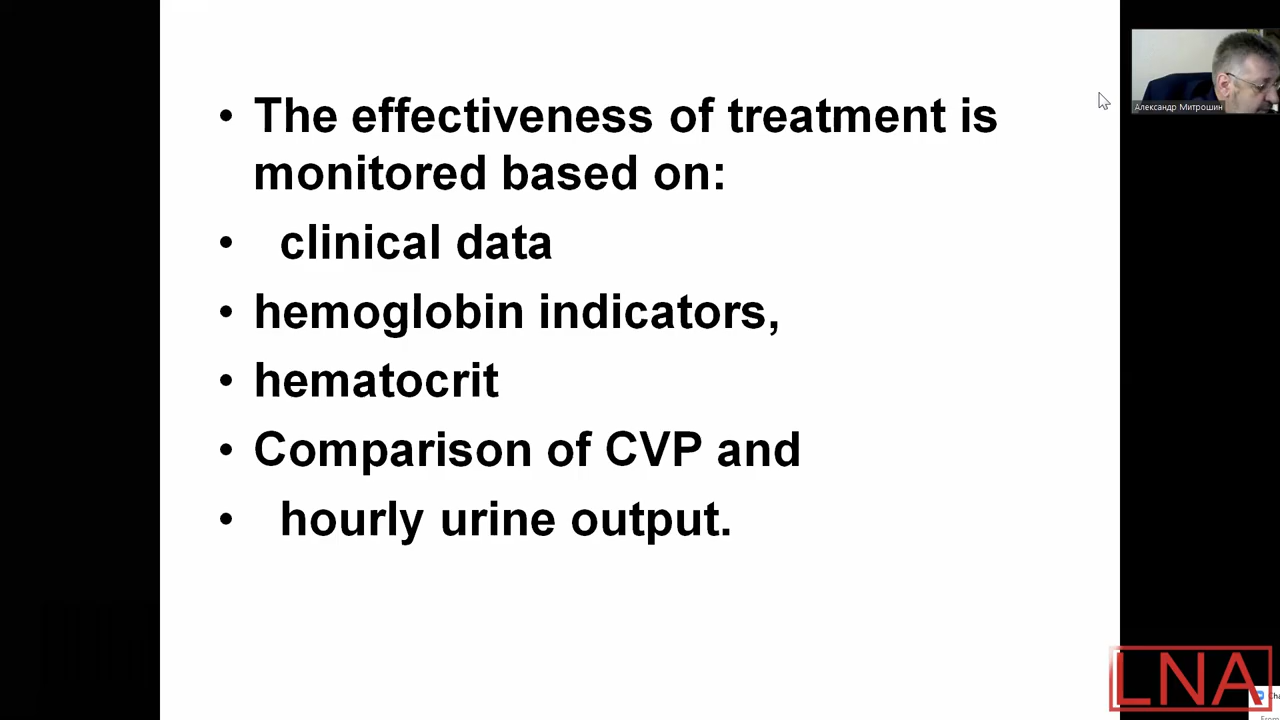 • The effectiveness of treatment is
monitored based on:
• clinical data
• hemoglobin indicators,
• hematocrit
• Comparison of CVP and
• hourly urine output.
Александр Митрошин
LNA